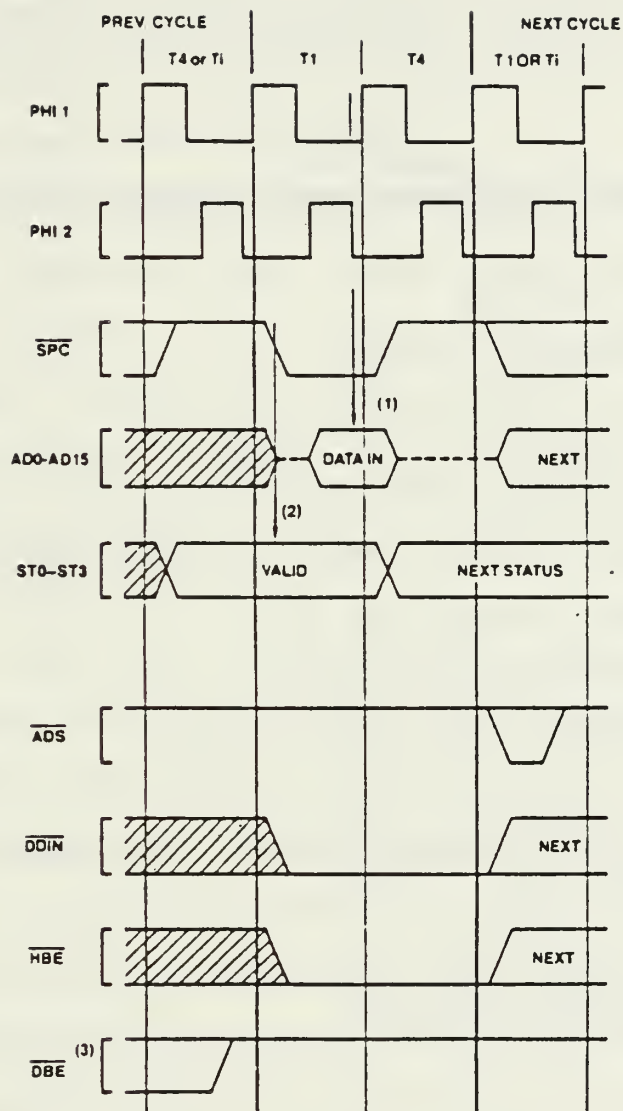 PREV CYCLE NEXT CYCLE
T4 or Ti T1 T4 T1 OR Ti
PHI 1
PHI 2
SPC
(1)
AD0-AD15 DATA IN NEXT
(2)
ST0–ST3 VALID NEXT STATUS
ADS
DDIN NEXT
HBE NEXT
(3)
DBE